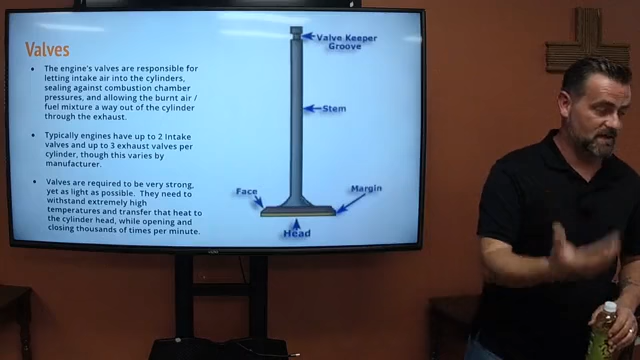 Valves
● The engine's valves are responsible for
letting intake air into the cylinders,
sealing against combustion chamber
pressures, and allowing the burnt air /
fuel mixture a way out of the cylinder
through the exhaust.
● Typically engines have up to 2 Intake
valves and up to 3 exhaust valves per
cylinder, though this varies by
manufacturer.
● Valves are required to be very strong,
yet as light as possible. They need to
withstand extremely high
temperatures and transfer that heat to
the cylinder head, while opening and
closing thousands of times per minute.
Valve Keeper
Groove
Stem
Face
Margin
Head